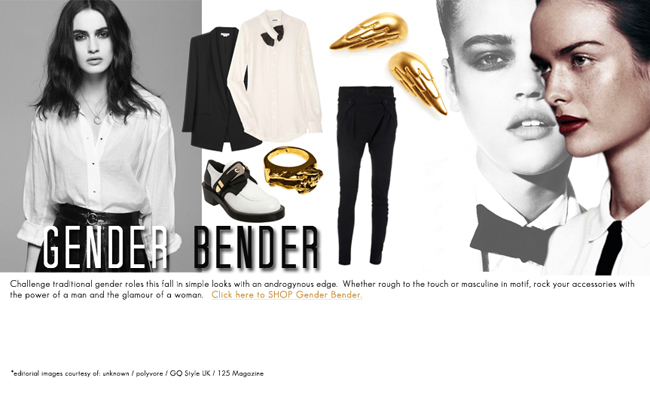 GENDER BENDER
Challenge traditional gender roles this fall in simple looks with an androgynous edge.  Whether rough to the touch or masculine in motif, rock your accessories with
the power of a man and the glamour of a woman.   Click here to SHOP Gender Bender.
*editorial images courtesy of: unknown / polyvore / GQ Style UK / 125 Magazine